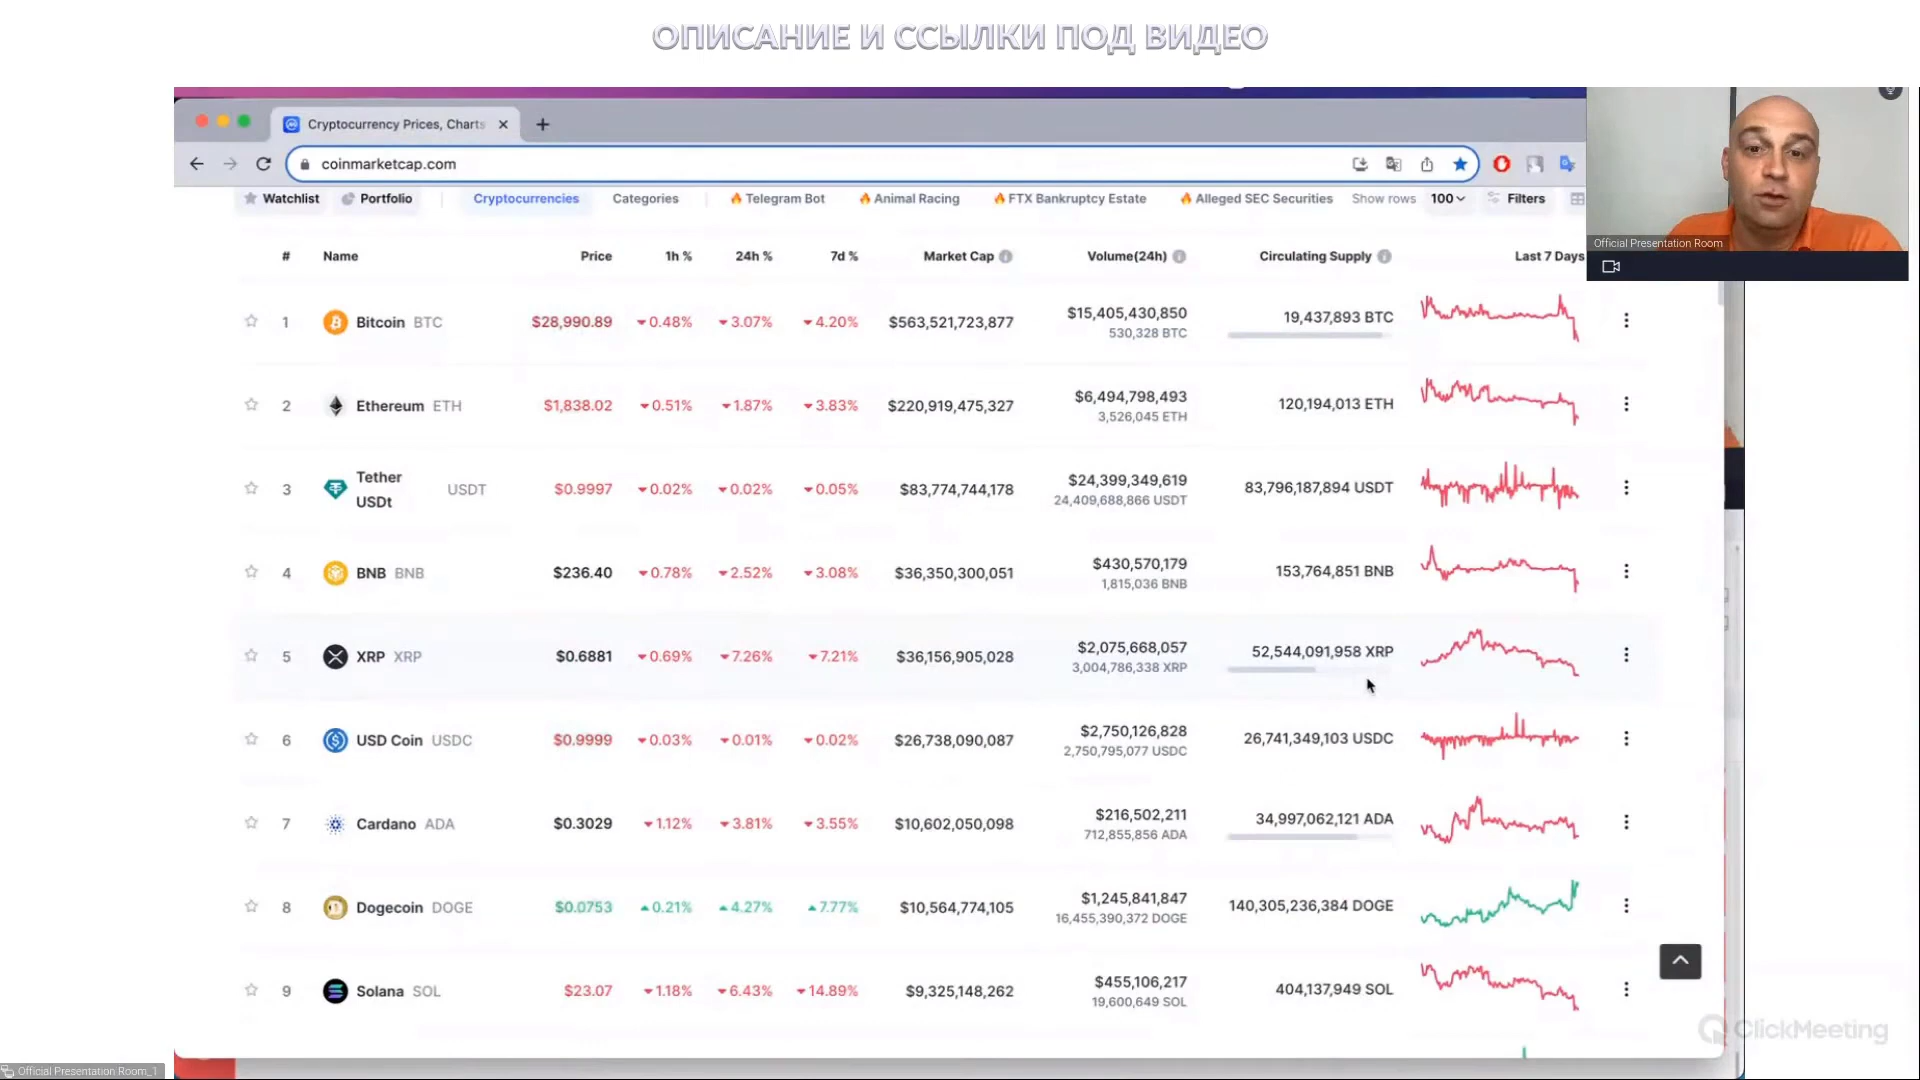 ОПИСАНИЕ И ССЫЛКИ ПОД ВИДЕО
Cryptocurrency Prices, Charts
coinmarketcap.com
Watchlist Portfolio Cryptocurrencies Categories Telegram Bot Animal Racing FTX Bankruptcy Estate Alleged SEC Securities Show rows 100 Filters
Official Presentation Room
# Name Price 1h % 24h % 7d % Market Cap Volume(24h) Circulating Supply Last 7 Days
1 Bitcoin BTC $28,990.89 0.48% 3.07% 4.20% $563,521,723,877 $15,405,430,850 19,437,893 BTC
530,328 BTC
2 Ethereum ETH $1,838.02 0.51% 1.87% 3.83% $220,919,475,327 $6,494,798,493 120,194,013 ETH
3,526,045 ETH
3 Tether USDt USDT $0.9997 0.02% 0.02% 0.05% $83,774,744,178 $24,399,349,619 83,796,187,894 USDT
24,409,688,866 USDT
4 BNB BNB $236.40 0.78% 2.52% 3.08% $36,350,300,051 $430,570,179 153,764,851 BNB
1,815,036 BNB
5 XRP XRP $0.6881 0.69% 7.26% 7.21% $36,156,905,028 $2,075,668,057 52,544,091,958 XRP
3,004,786,338 XRP
6 USD Coin USDC $0.9999 0.03% 0.01% 0.02% $26,738,090,087 $2,750,126,828 26,741,349,103 USDC
2,750,795,077 USDC
7 Cardano ADA $0.3029 1.12% 3.81% 3.55% $10,602,050,098 $216,502,211 34,997,062,121 ADA
712,855,856 ADA
8 Dogecoin DOGE $0.0753 0.21% 4.27% 7.77% $10,564,774,105 $1,245,841,847 140,305,236,384 DOGE
16,455,390,372 DOGE
9 Solana SOL $23.07 1.18% 6.43% 14.89% $9,325,148,262 $455,106,217 404,137,949 SOL
19,600,649 SOL
ClickMeeting
Official Presentation Room_1